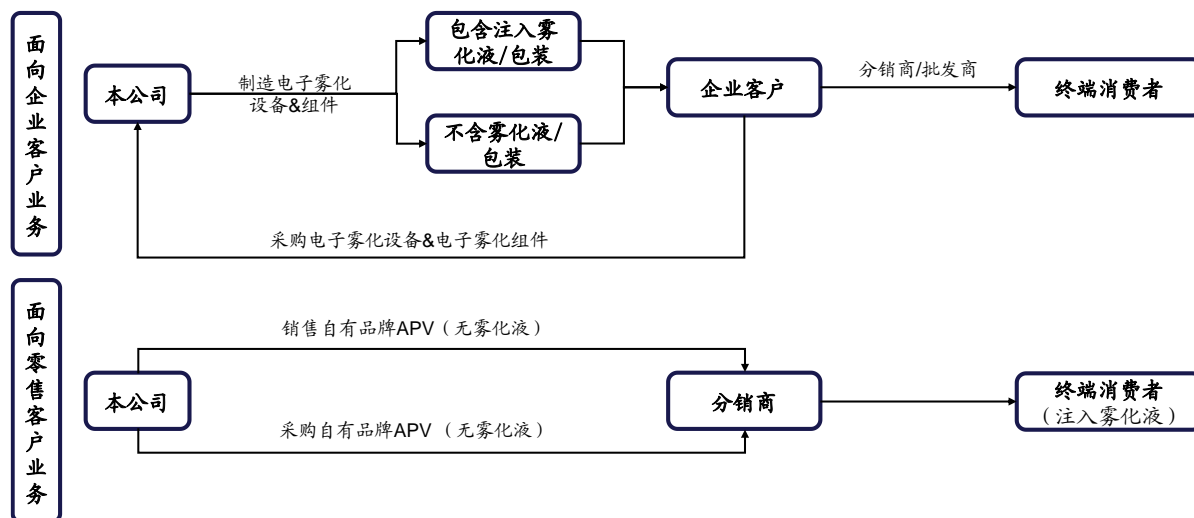 面向企业客户业务
包含注入雾
化液/包装
制造电子雾化
设备&组件
本公司
不含雾化液/
包装
企业客户
分销商/批发商
终端消费者
采购电子雾化设备&电子雾化组件
面向零售客户业务
销售自有品牌APV（无雾化液）
本公司
分销商
终端消费者
（注入雾化液）
采购自有品牌APV （无雾化液）